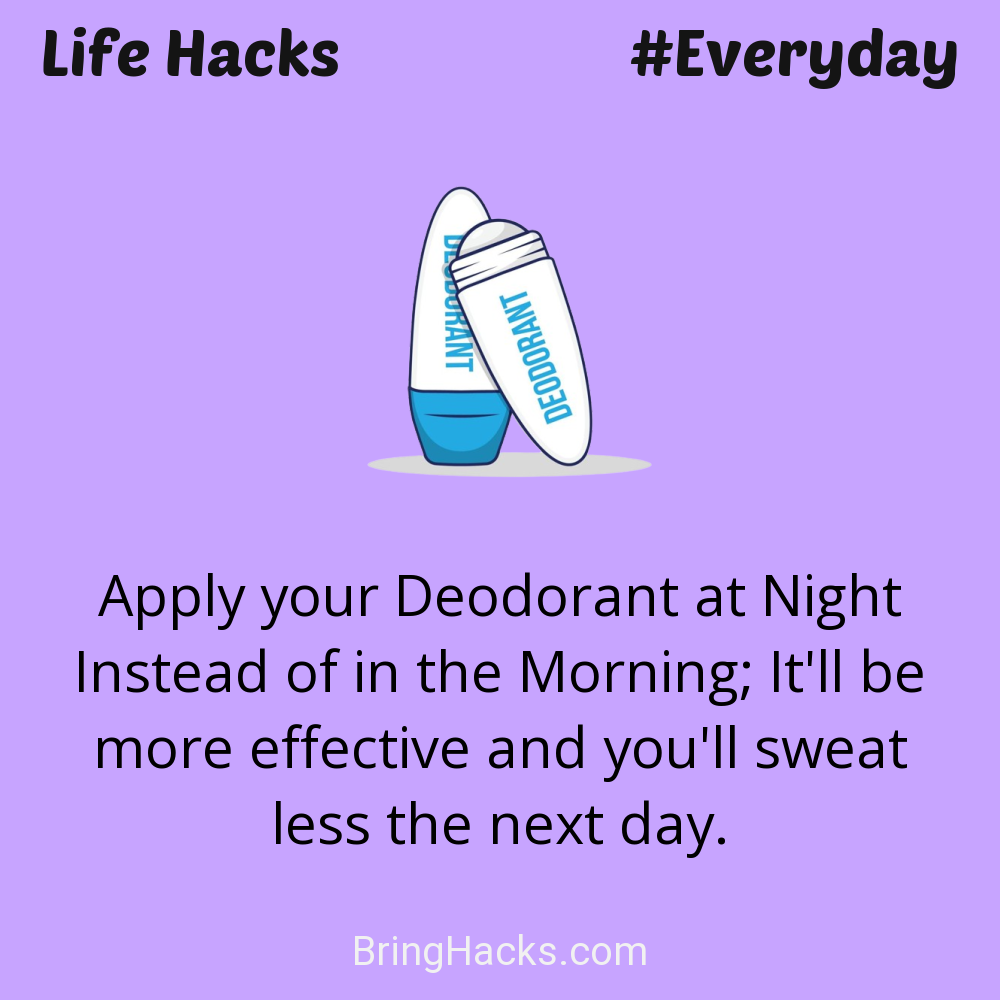 Life Hacks
#Everyday
DEODORANT
DEODORANT
Apply your Deodorant at Night
Instead of in the Morning; It'll be
more effective and you'll sweat
less the next day.
BringHacks.com